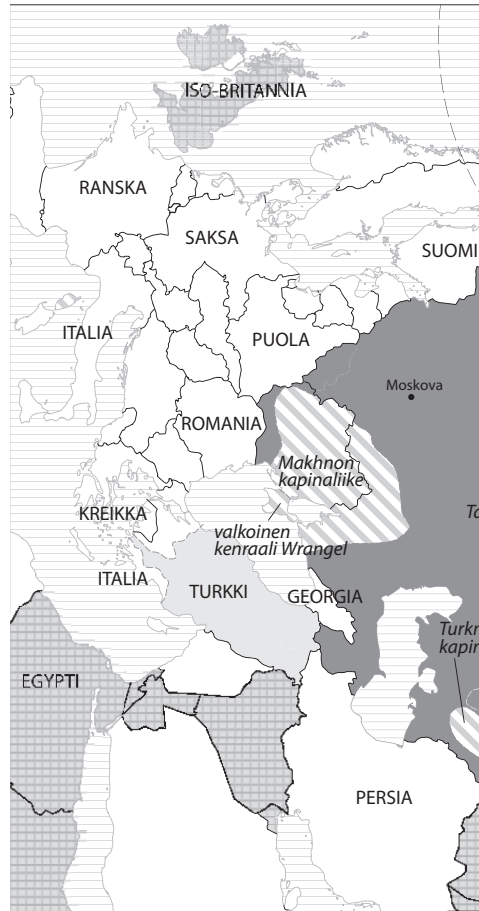 ISO-BRITANNIA
RANSKA
SAKSA
SUOMI
ITALIA
PUOLA
Moskova
ROMANIA
Makhnon
kapinaliike
KREIKKA
valkoinen
kenraali Wrangel
ITALIA
TURKKI
GEORGIA
EGYPTI
PERSIA